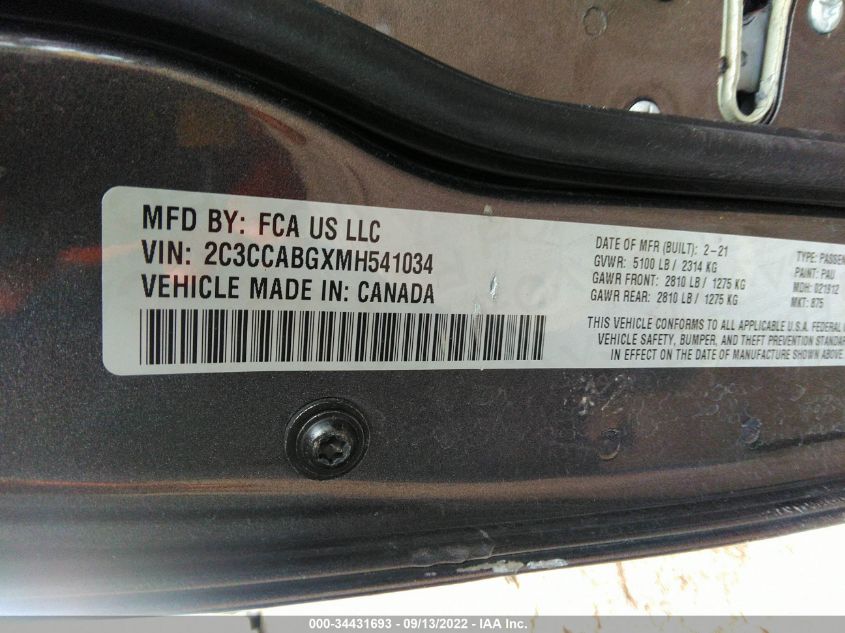 MFD BY: FCA US LLC
VIN: 2C3CCABGXMH541034
VEHICLE MADE IN: CANADA
DATE OF MFR (BUILT): 2-21
GVWR: 5100 LB / 2314 KG
GAWR FRONT: 2810 LB / 1275 KG
GAWR REAR: 2810 LB / 1275 KG
TYPE: PASSEN
PAINT: PAU
MDH: 021912
MKT: 875
THIS VEHICLE CONFORMS TO ALL APPLICABLE U.S.A. FEDERAL
VEHICLE SAFETY, BUMPER, AND THEFT PREVENTION STANDAR
IN EFFECT ON THE DATE OF MANUFACTURE SHOWN ABOVE.
000-34431693 - 09/13/2022 - IAA Inc.